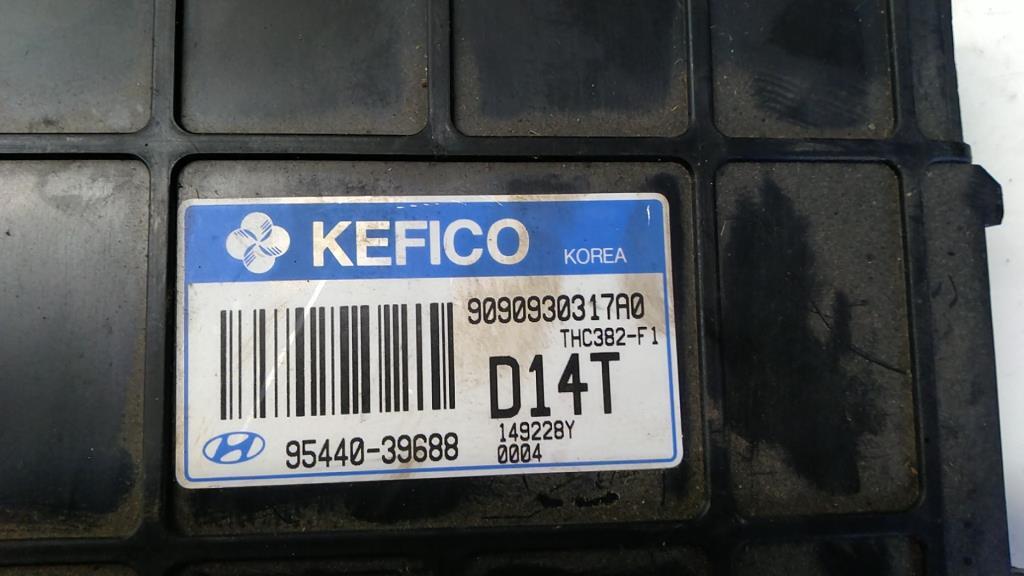 KEFICO
KOREA
9090930317A0
THC382-F1
D14T
149228Y
0004
95440-39688